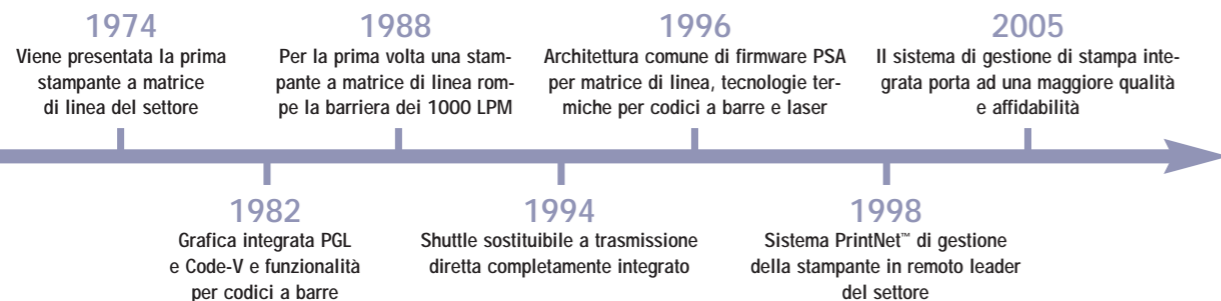 1974
Viene presentata la prima
stampante a matrice
di linea del settore
1988
Per la prima volta una stam-
pante a matrice di linea rom-
pe la barriera dei 1000 LPM
1996
Architettura comune di firmware PSA
per matrice di linea, tecnologie ter-
miche per codici a barre e laser
2005
Il sistema di gestione di stampa inte-
grata porta ad una maggiore qualità
e affidabilità
1982
Grafica integrata PGL
e Code-V e funzionalità
per codici a barre
1994
Shuttle sostituibile a trasmissione
diretta completamente integrato
1998
Sistema PrintNet™ di gestione
della stampante in remoto leader
del settore